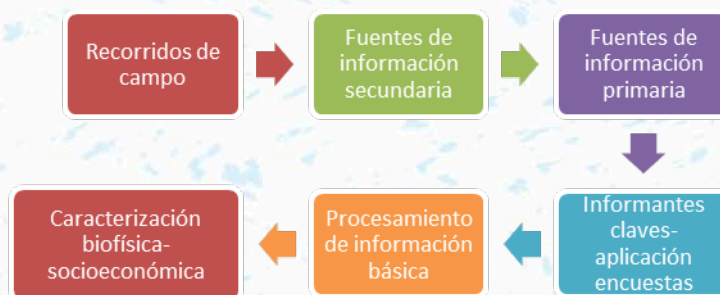 Recorridos de
campo
Fuentes de
información
secundaria
Fuentes de
información
primaria
Informantes
claves-
aplicación
encuestas
Procesamiento
de información
básica
Caracterización
biofísica-
socioeconómica